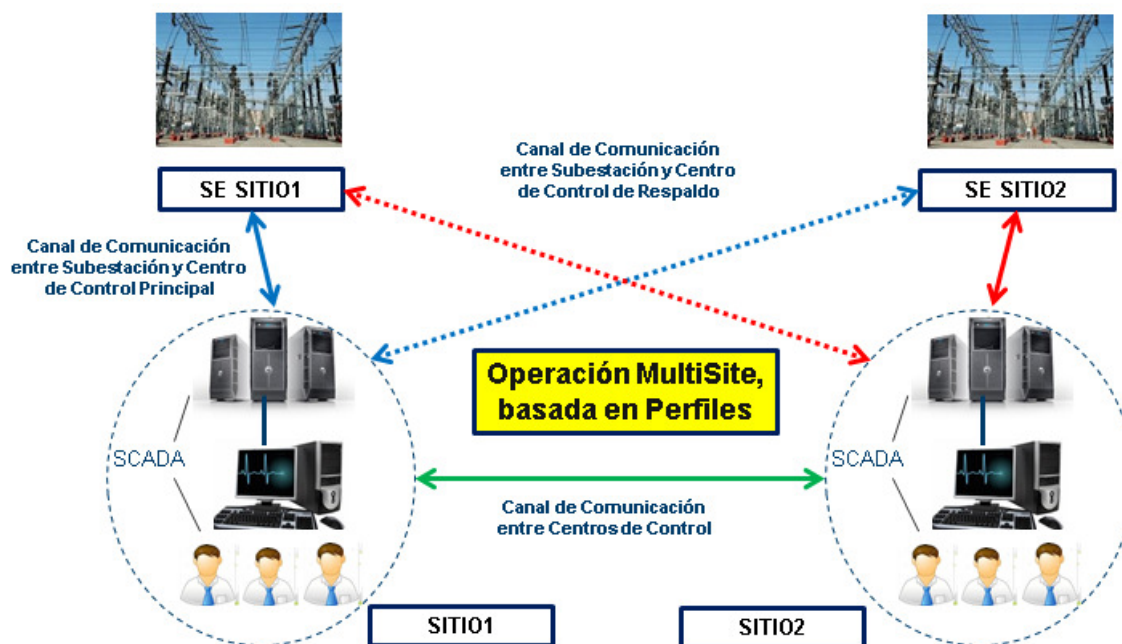 Canal de Comunicación
entre Subestación y Centro
de Control de Respaldo
SE SITIO1
SE SITIO2
Canal de Comunicación
entre Subestación y Centro
de Control Principal
Operación MultiSite,
basada en Perfiles
SCADA
SCADA
Canal de Comunicación
entre Centros de Control
SITIO1
SITIO2